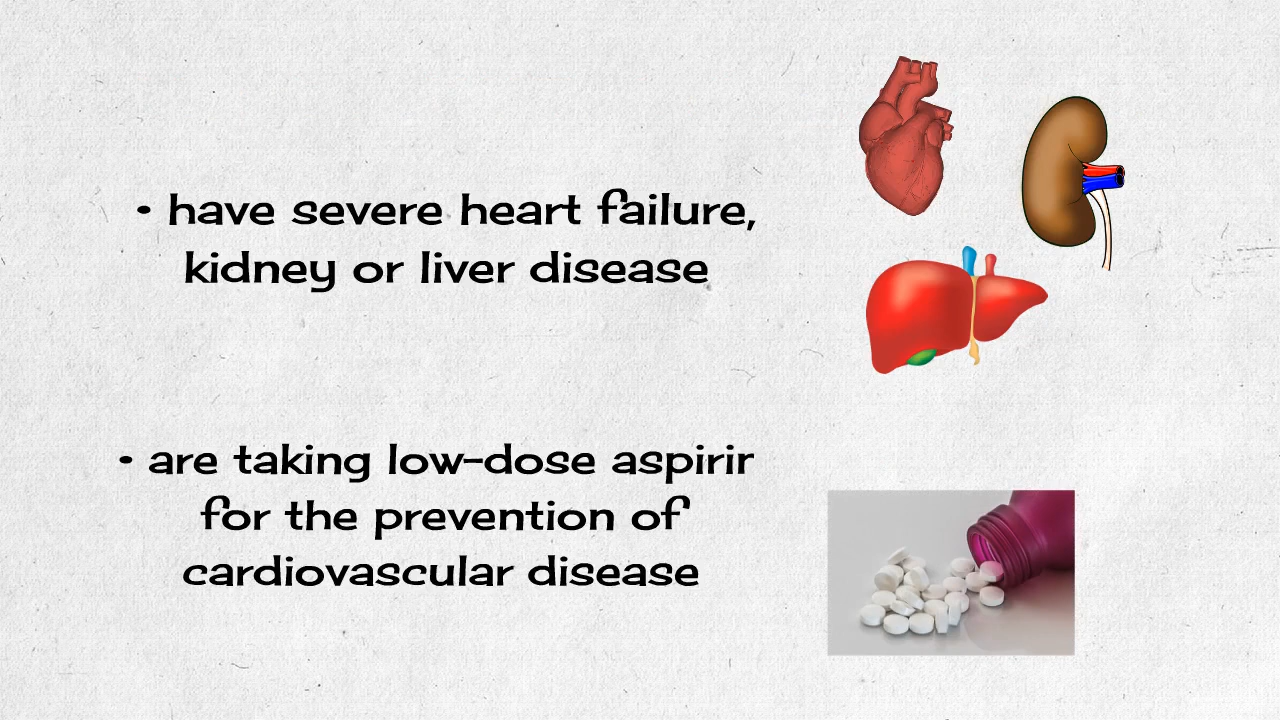 • have severe heart failure,
kidney or liver disease
• are taking low-dose aspirir
for the prevention of
cardiovascular disease